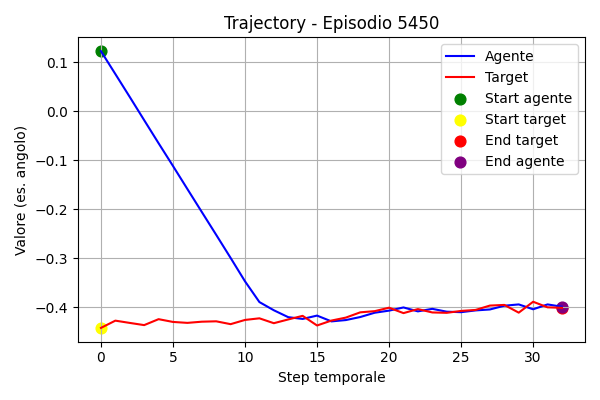 Trajectory - Episodio 5450
Agente
Target
Start agente
Start target
End target
End agente
Valore (es. angolo)
0.1
0.0
−0.1
−0.2
−0.3
−0.4
0 5 10 15 20 25 30
Step temporale